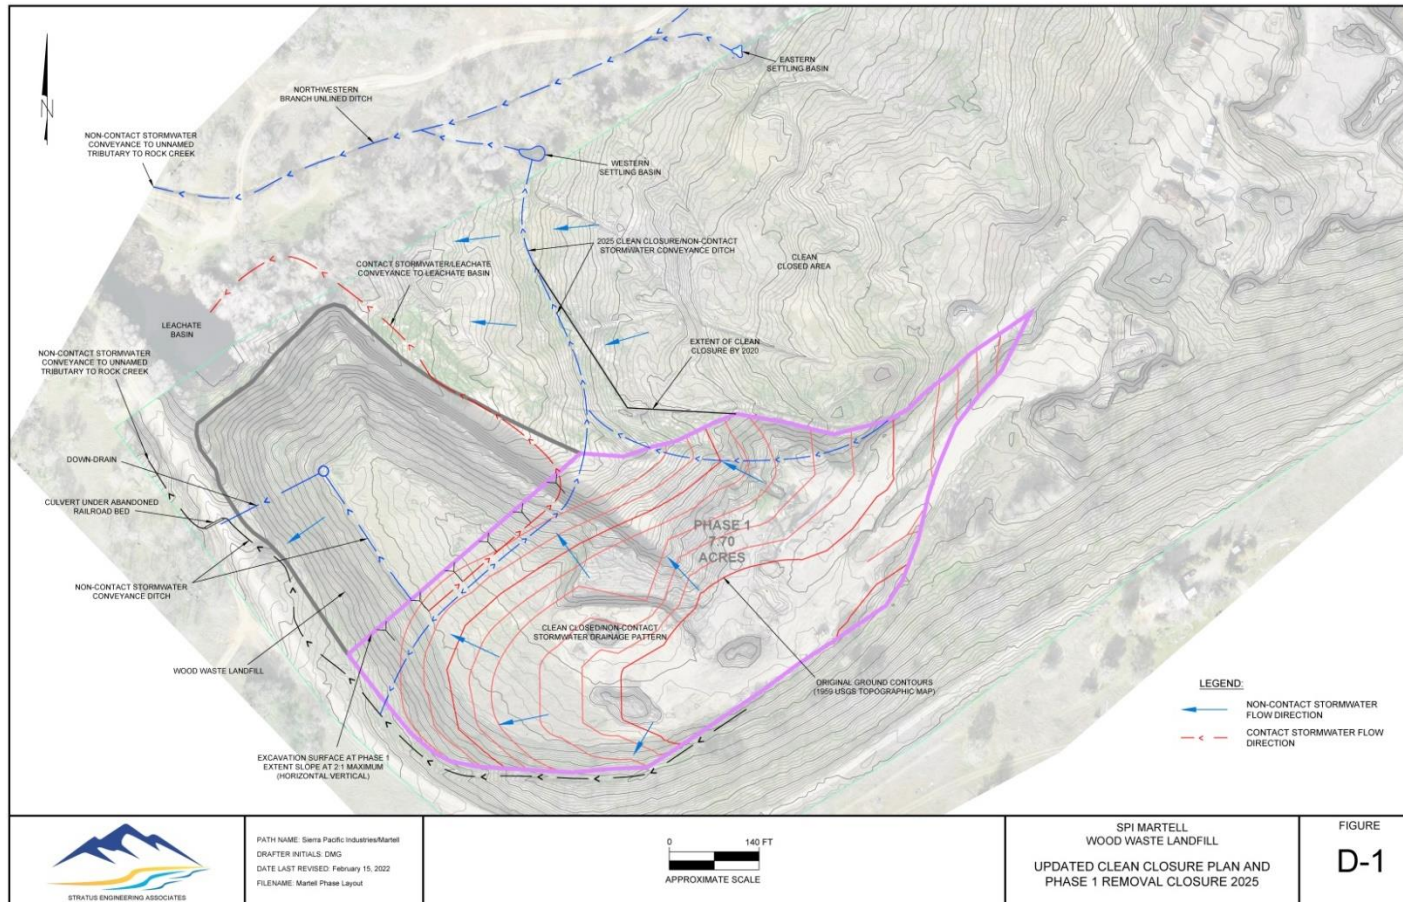 N
EASTERN
SETTLING BASIN
NORTHWESTERN
BRANCH UNLINED DITCH
NON-CONTACT STORMWATER
CONVEYANCE TO UNNAMED
TRIBUTARY TO ROCK CREEK
WESTERN
SETTLING BASIN
2025 CLEAN CLOSURE/NON-CONTACT
STORMWATER CONVEYANCE DITCH
CLEAN
CLOSED AREA
CONTACT STORMWATER/LEACHATE
CONVEYANCE TO LEACHATE BASIN
LEACHATE
BASIN
NON-CONTACT STORMWATER
CONVEYANCE TO UNNAMED
TRIBUTARY TO ROCK CREEK
EXTENT OF CLEAN
CLOSURE BY 2020
DOWN-DRAIN
CULVERT UNDER ABANDONED
RAILROAD BED
PHASE 1
7.70
ACRES
NON-CONTACT STORMWATER
CONVEYANCE DITCH
CLEAN CLOSED/NON-CONTACT
STORMWATER DRAINAGE PATTERN
WOOD WASTE LANDFILL
ORIGINAL GROUND CONTOURS
(1959 USGS TOPOGRAPHIC MAP)
EXCAVATION SURFACE AT PHASE 1
EXTENT SLOPE AT 2:1 MAXIMUM
(HORIZONTAL:VERTICAL)
LEGEND:
NON-CONTACT STORMWATER
FLOW DIRECTION
CONTACT STORMWATER FLOW
DIRECTION
STRATUS ENGINEERING ASSOCIATES
PATH NAME: Sierra Pacific Industries/Martell
DRAFTER INITIALS: DMG
DATE LAST REVISED: February 15, 2022
FILENAME: Martell Phase Layout
0 140 FT
APPROXIMATE SCALE
SPI MARTELL
WOOD WASTE LANDFILL
UPDATED CLEAN CLOSURE PLAN AND
PHASE 1 REMOVAL CLOSURE 2025
FIGURE
D-1